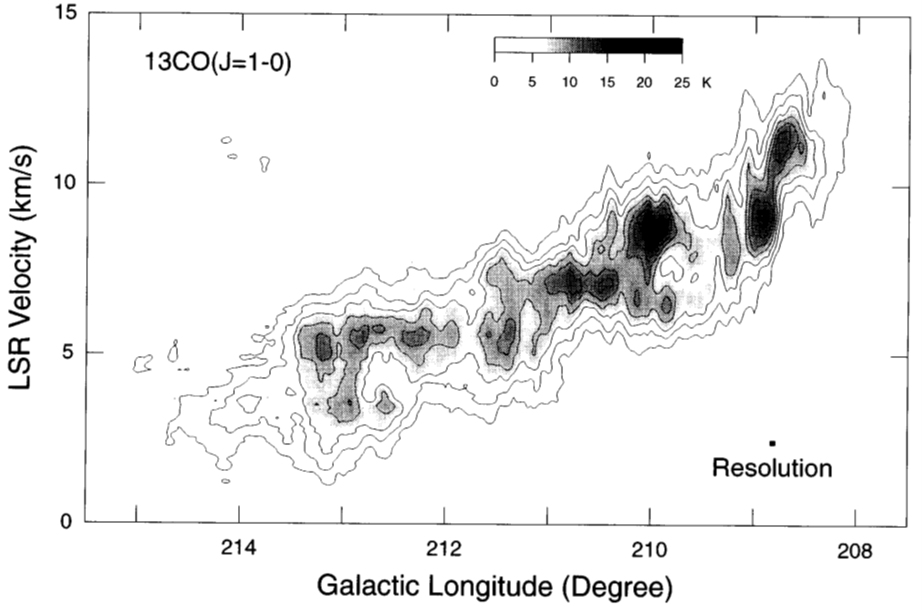 15
13CO(J=1-0)
0 5 10 15 20 25 K
10
5
0
LSR Velocity (km/s)
Resolution
214 212 210 208
Galactic Longitude (Degree)